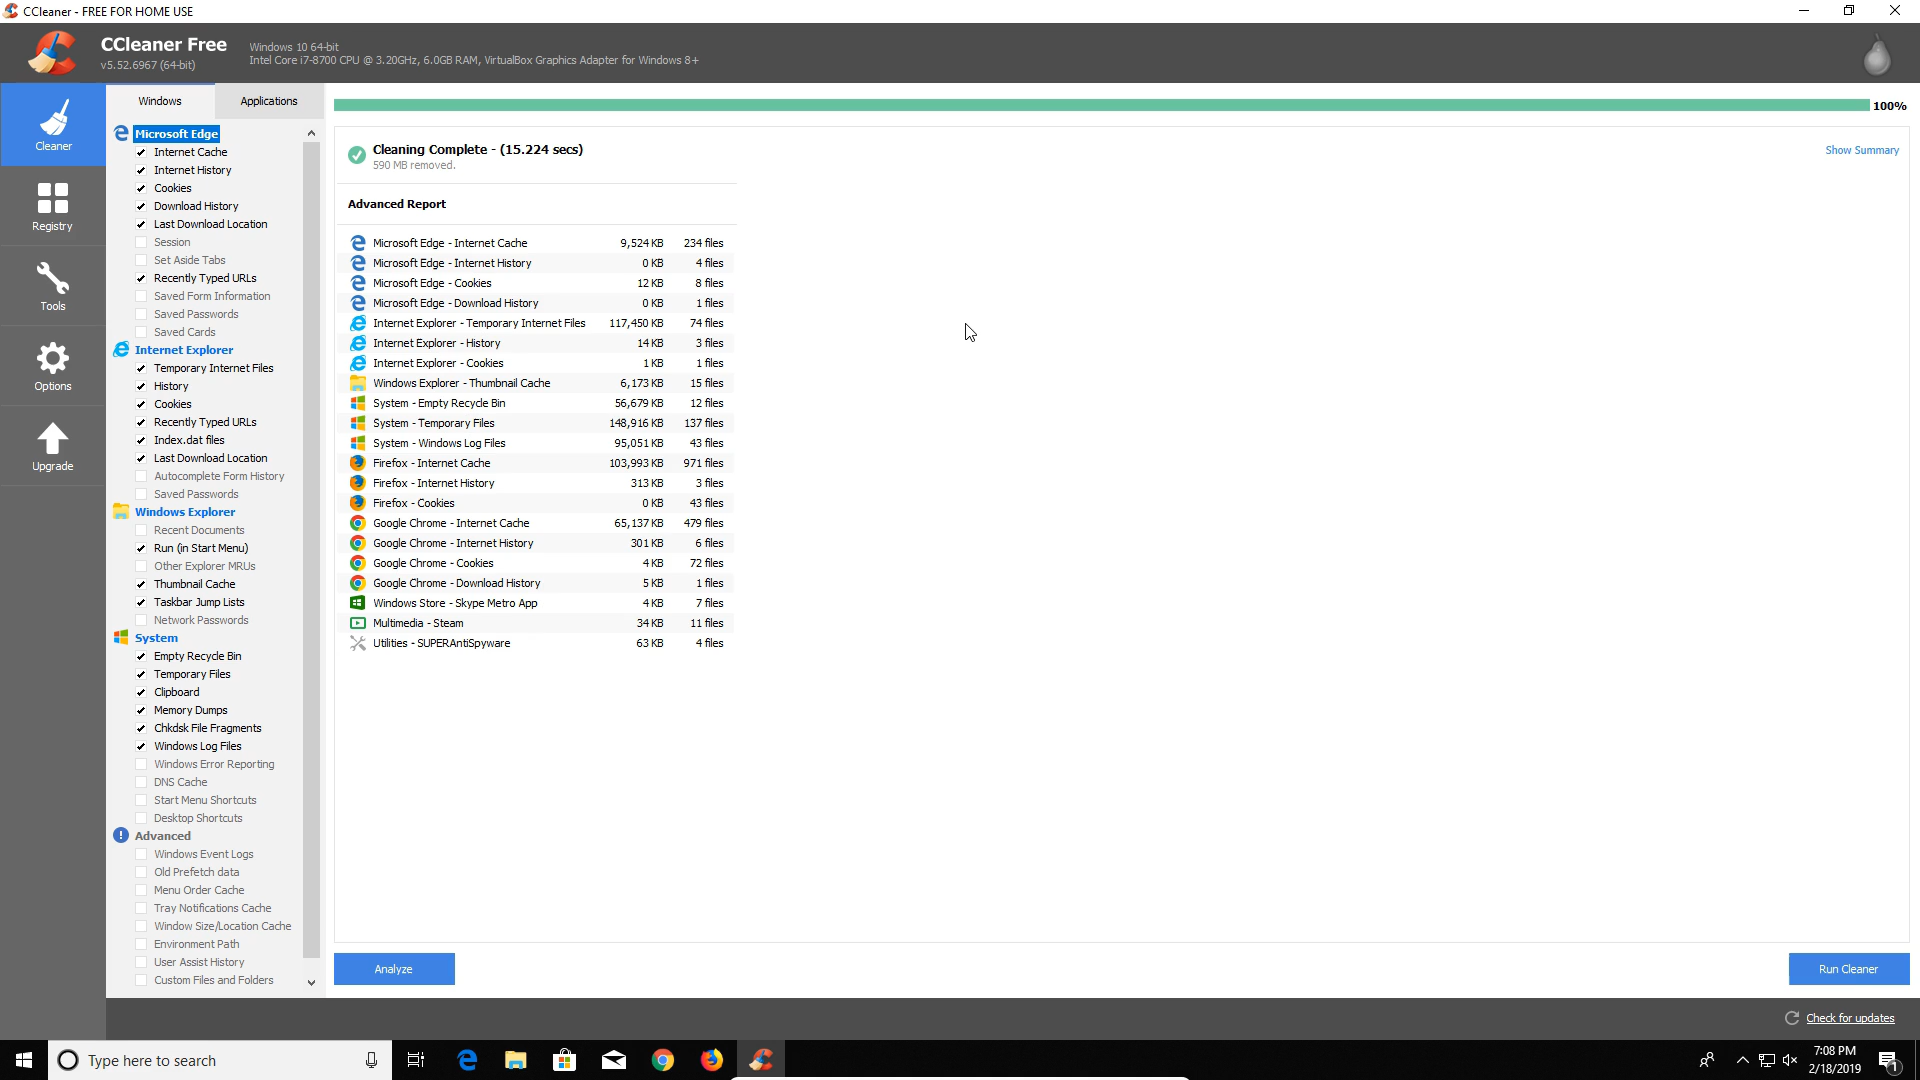 CCleaner - FREE FOR HOME USE
CCleaner Free
v5.52.6967 (64-bit)
Windows 10 64-bit
Intel Core i7-8700 CPU @ 3.20GHz, 6.0GB RAM, VirtualBox Graphics Adapter for Windows 8+
Cleaner
Registry
Tools
Options
Upgrade
Windows
Applications
Microsoft Edge
Internet Cache
Internet History
Cookies
Download History
Last Download Location
Session
Set Aside Tabs
Recently Typed URLs
Saved Form Information
Saved Passwords
Saved Cards
Internet Explorer
Temporary Internet Files
History
Cookies
Recently Typed URLs
Index.dat files
Last Download Location
Autocomplete Form History
Saved Passwords
Windows Explorer
Recent Documents
Run (in Start Menu)
Other Explorer MRUs
Thumbnail Cache
Taskbar Jump Lists
Network Passwords
System
Empty Recycle Bin
Temporary Files
Clipboard
Memory Dumps
Chkdsk File Fragments
Windows Log Files
Windows Error Reporting
DNS Cache
Start Menu Shortcuts
Desktop Shortcuts
Advanced
Windows Event Logs
Old Prefetch data
Menu Order Cache
Tray Notifications Cache
Window Size/Location Cache
Environment Path
User Assist History
Custom Files and Folders
100%
Cleaning Complete - (15.224 secs)
590 MB removed.
Show Summary
Advanced Report
Microsoft Edge - Internet Cache 9,524 KB 234 files
Microsoft Edge - Internet History 0 KB 4 files
Microsoft Edge - Cookies 12 KB 8 files
Microsoft Edge - Download History 0 KB 1 files
Internet Explorer - Temporary Internet Files 117,450 KB 74 files
Internet Explorer - History 14 KB 3 files
Internet Explorer - Cookies 1 KB 1 files
Windows Explorer - Thumbnail Cache 6,173 KB 15 files
System - Empty Recycle Bin 56,679 KB 12 files
System - Temporary Files 148,916 KB 137 files
System - Windows Log Files 95,051 KB 43 files
Firefox - Internet Cache 103,993 KB 971 files
Firefox - Internet History 313 KB 3 files
Firefox - Cookies 0 KB 43 files
Google Chrome - Internet Cache 65,137 KB 479 files
Google Chrome - Internet History 301 KB 6 files
Google Chrome - Cookies 4 KB 72 files
Google Chrome - Download History 5 KB 1 files
Windows Store - Skype Metro App 4 KB 7 files
Multimedia - Steam 34 KB 11 files
Utilities - SUPERAntiSpyware 63 KB 4 files
Analyze
Run Cleaner
Check for updates
Type here to search
7:08 PM
2/18/2019
1